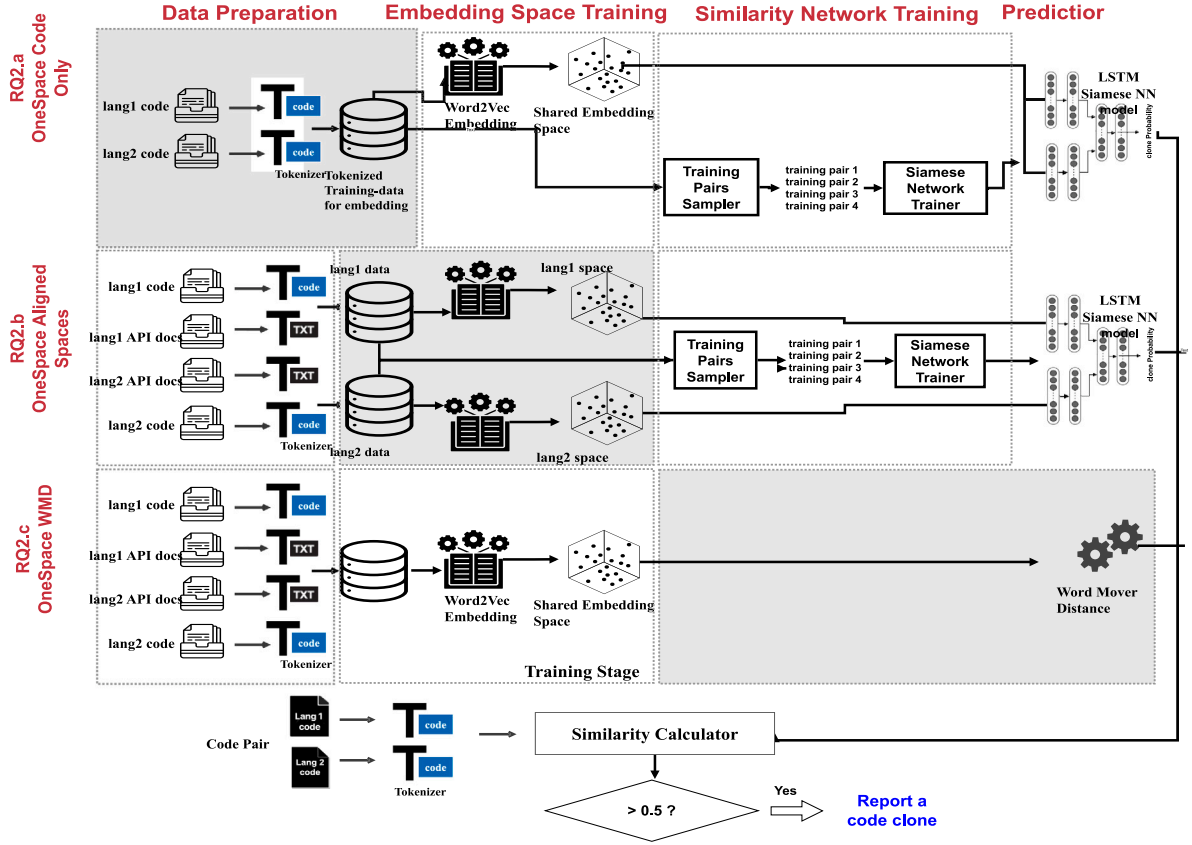 Data Preparation
Embedding Space Training
Similarity Network Training
Predictior
RQ2.a
OneSpace Code
Only
lang1 code
code
lang2 code
code
Tokenizer
Tokenized
Training-data
for embedding
Word2Vec
Embedding
Shared Embedding
Space
Training
Pairs
Sampler
training pair 1
training pair 2
training pair 3
training pair 4
Siamese
Network
Trainer
LSTM
Siamese NN
model
clone Probability
RQ2.b
OneSpace Aligned
Spaces
lang1 code
code
lang1 API docs
TXT
lang2 API docs
TXT
lang2 code
code
Tokenizer
lang1 data
lang2 data
lang1 space
lang2 space
Training
Pairs
Sampler
training pair 1
training pair 2
training pair 3
training pair 4
Siamese
Network
Trainer
LSTM
Siamese NN
model
clone Probability
Text
RQ2.c
OneSpace WMD
lang1 code
code
lang1 API docs
TXT
lang2 API docs
TXT
lang2 code
code
Tokenizer
Word2Vec
Embedding
Shared Embedding
Space
Word Mover
Distance
Training Stage
Code Pair
Lang 1
code
code
Lang 2
code
code
Tokenizer
Similarity Calculator
> 0.5 ?
Yes
Report a
code clone